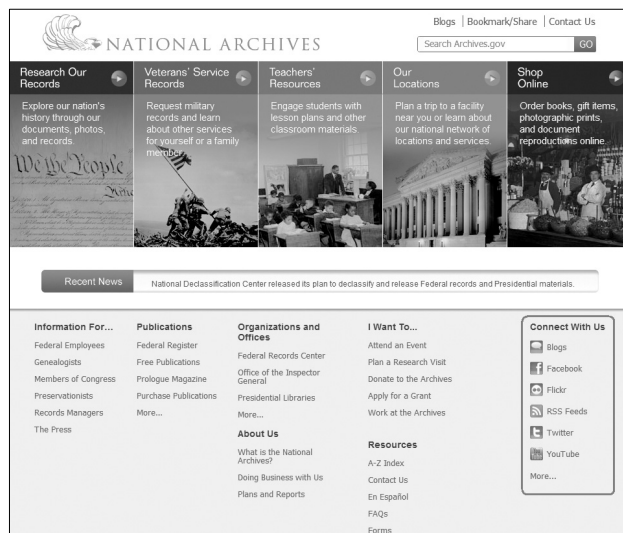 Blogs | Bookmark/Share | Contact Us
NATIONAL ARCHIVES
Search Archives.gov GO
Research Our
Records
Explore our nation's
history through our
documents, photos,
and records.
We the People
Veterans' Service
Records
Request military
records and learn
about other services
for yourself or a family
member.
Teachers'
Resources
Engage students with
lesson plans and other
classroom materials.
Our
Locations
Plan a trip to a facility
near you or learn about
our national network of
locations and services.
Shop
Online
Order books, gift items,
photographic prints,
and document
reproductions online.
Recent News
National Declassification Center released its plan to declassify and release Federal records and Presidential materials.
Information For...
Federal Employees
Genealogists
Members of Congress
Preservationists
Records Managers
The Press
Publications
Federal Register
Free Publications
Prologue Magazine
Purchase Publications
More...
Organizations and
Offices
Federal Records Center
Office of the Inspector
General
Presidential Libraries
More...
About Us
What is the National
Archives?
Doing Business with Us
Plans and Reports
I Want To...
Attend an Event
Plan a Research Visit
Donate to the Archives
Apply for a Grant
Work at the Archives
Resources
A-Z Index
Contact Us
En Español
FAQs
Forms
Connect With Us
Blogs
Facebook
Flickr
RSS Feeds
Twitter
YouTube
More...